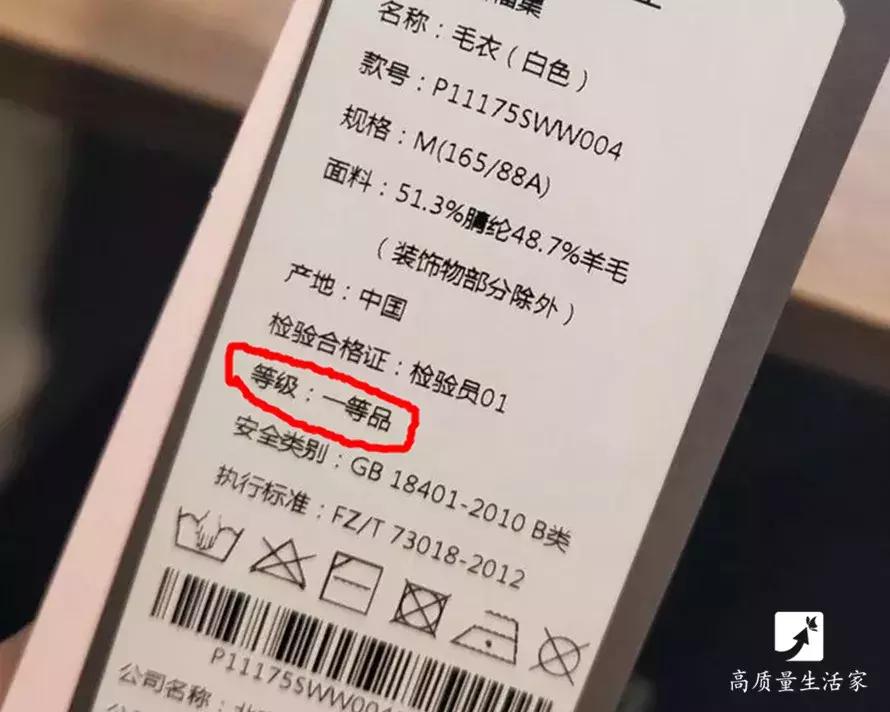 名称：毛衣（白色）
款号：P11175SWW004
规格：M(165/88A)
面料：51.3%腈纶48.7%羊毛
（装饰物部分除外）
产地：中国
检验合格证：检验员01
等级：一等品
安全类别：GB 18401-2010 B类
执行标准：FZ/T 73018-2012
P11175SWW004
公司名称：
高质量生活家